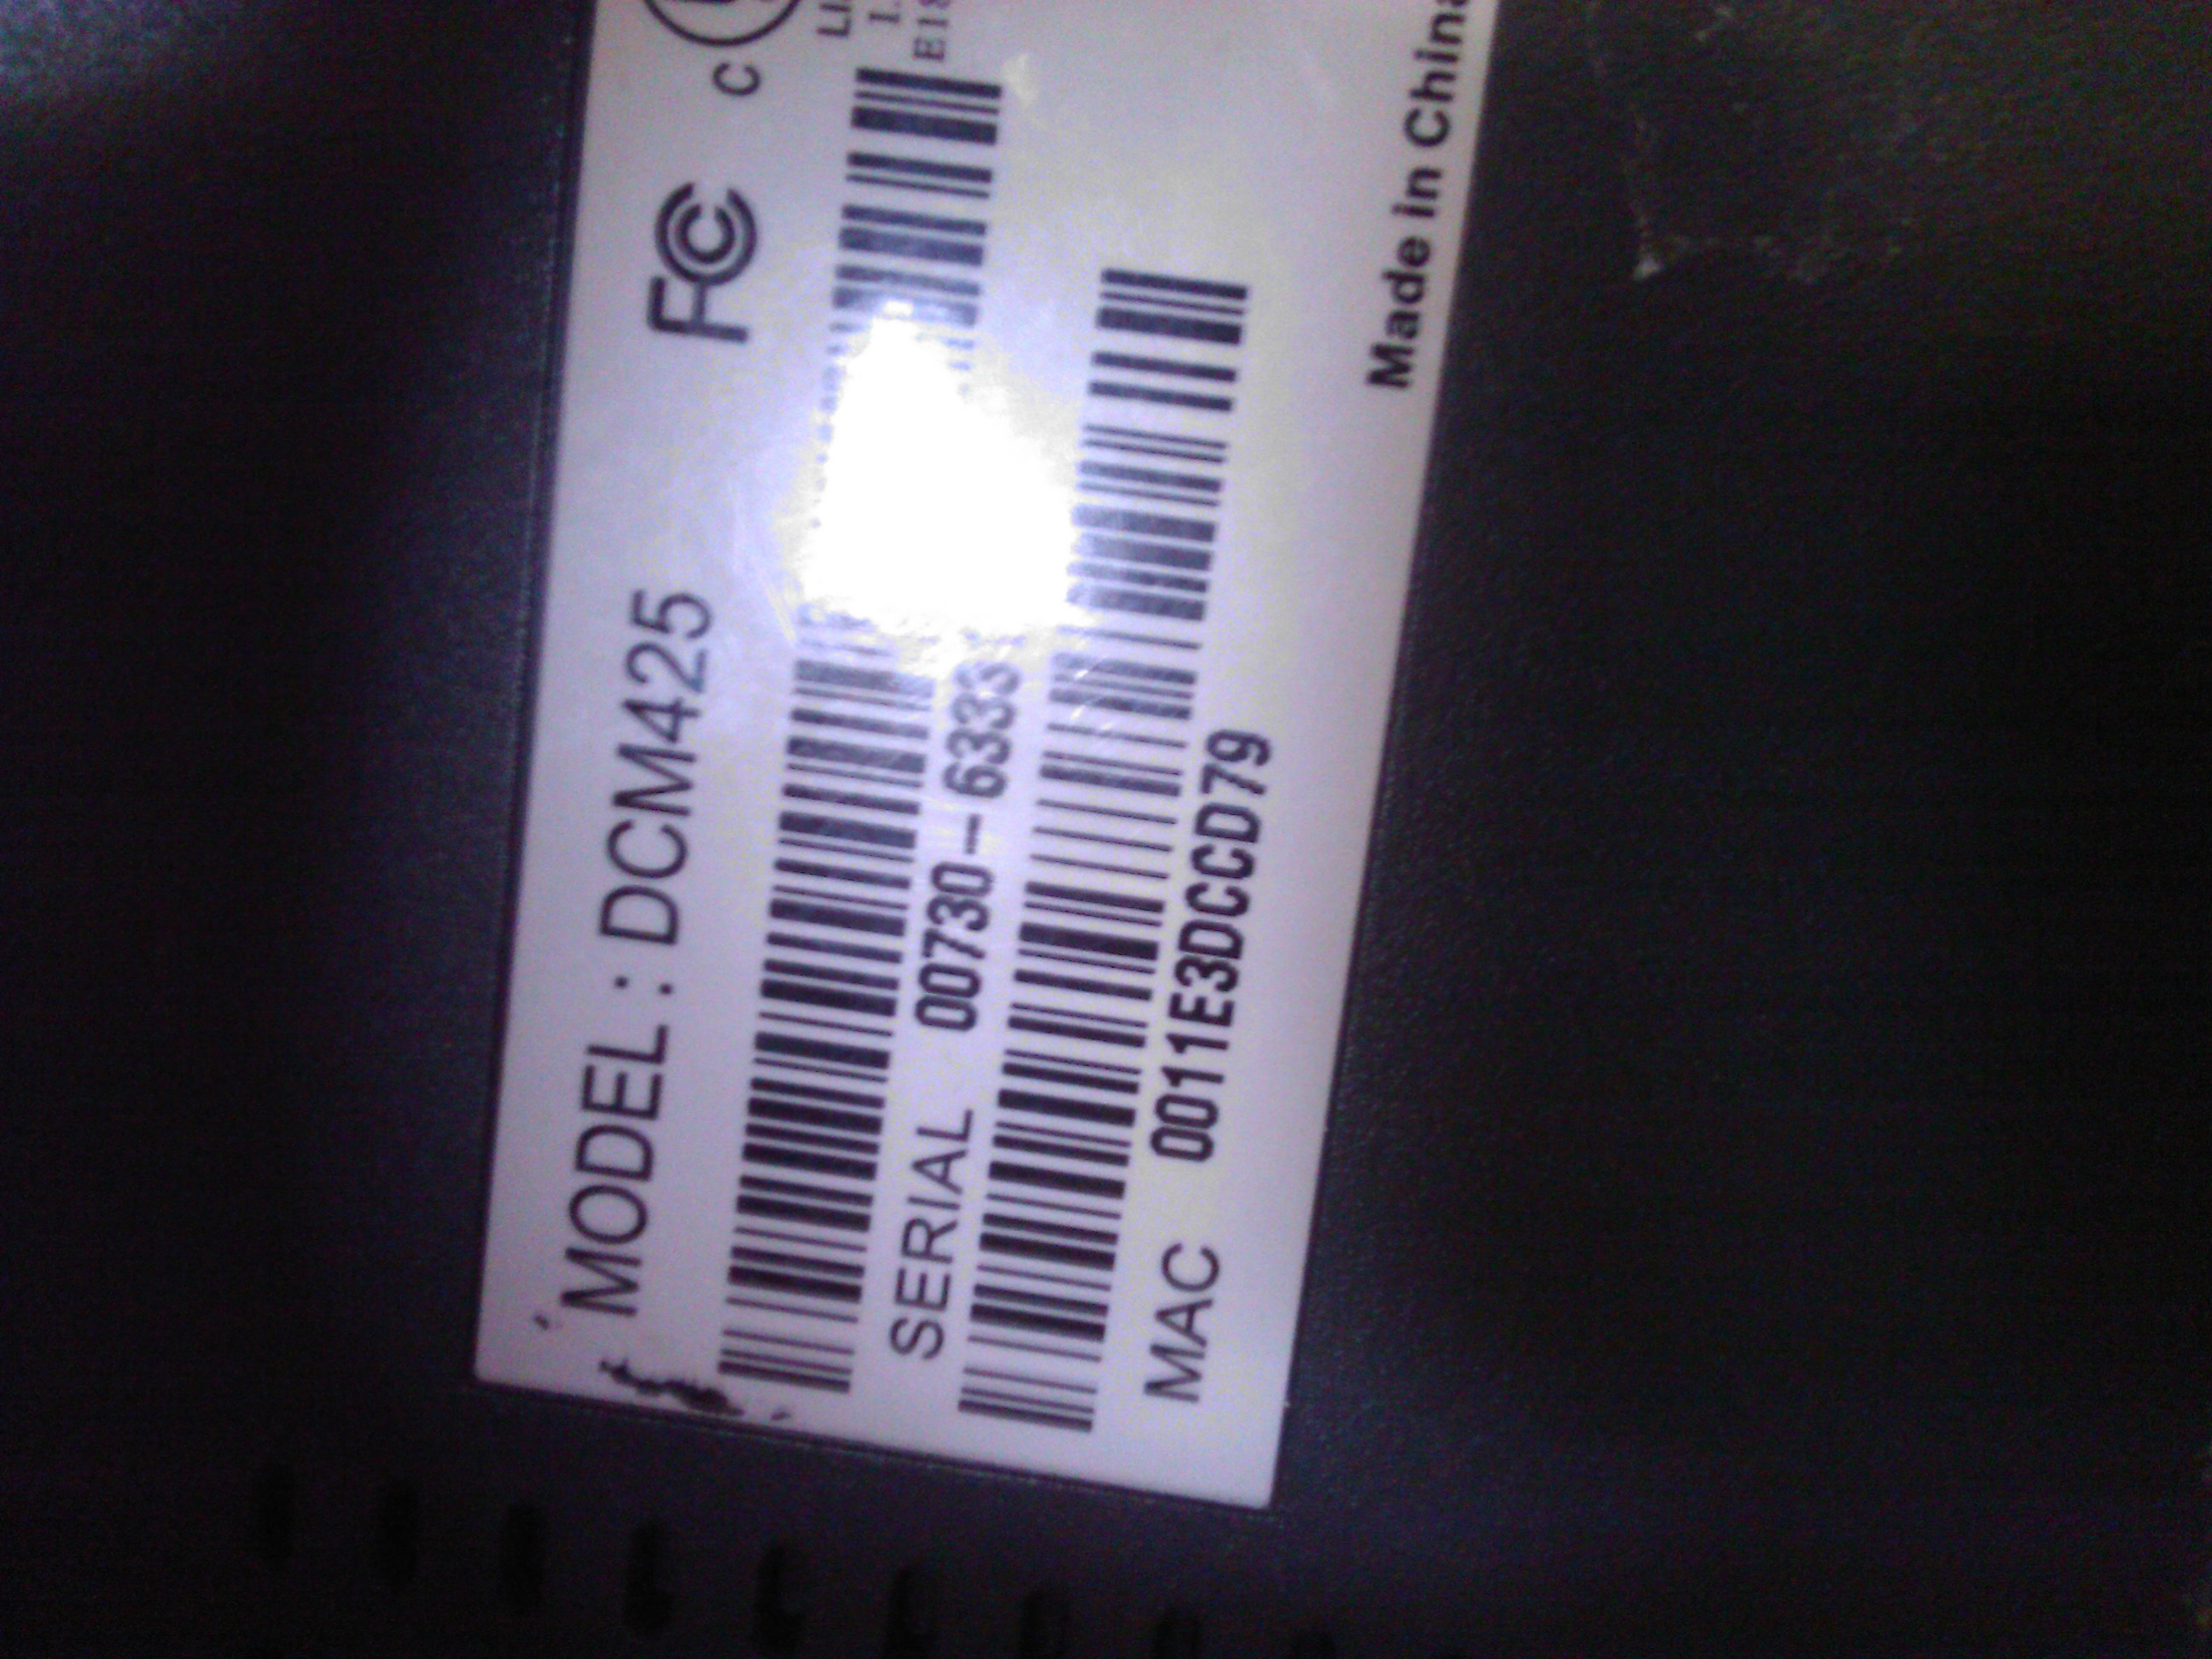 MODEL : DCM425
FC C
SERIAL 00730-6333
MAC 0011E3DCCD79
Made in China